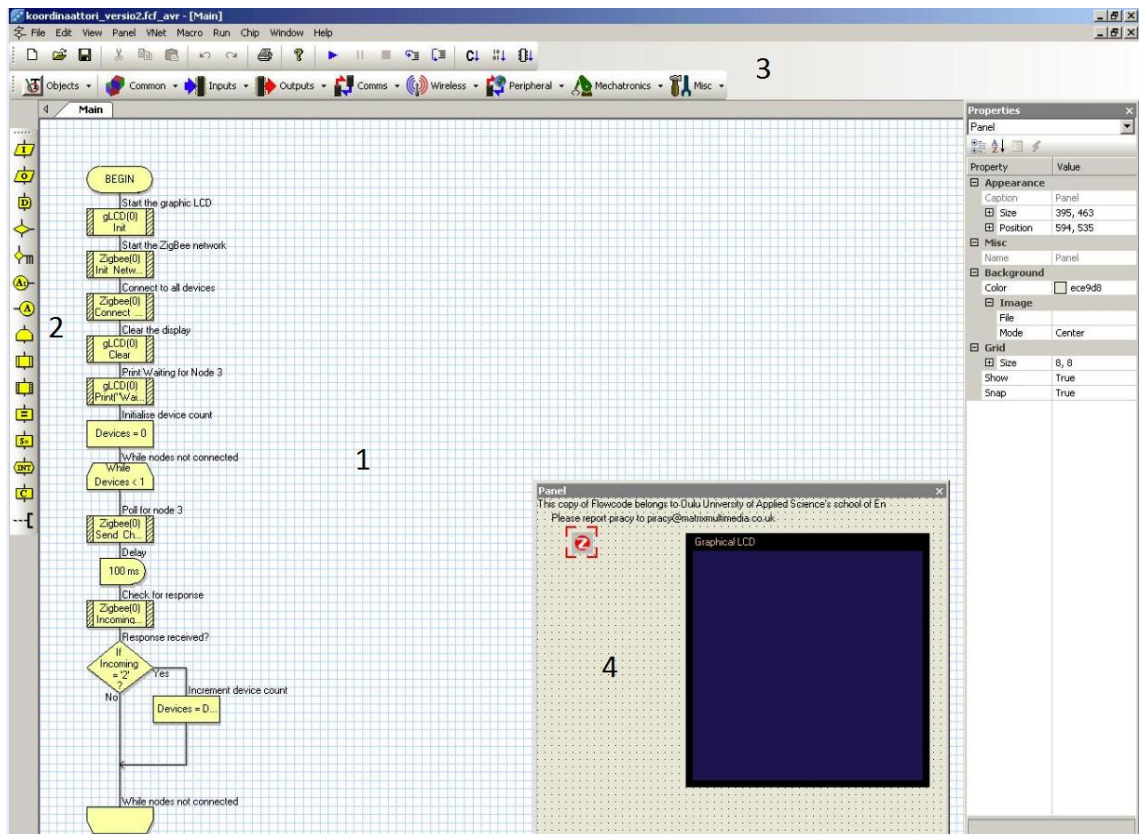 koordinaattori_versio2.fcf_avr - [Main]
File Edit View Panel VNet Macro Run Chip Window Help
3
Objects Common Inputs Outputs Comms Wireless Peripheral Mechatronics Misc
Main
BEGIN
Start the graphic LCD
gLCD(0)
Init
Start the ZigBee network
Zigbee(0)
Init Netw...
Connect to all devices
Zigbee(0)
Connect ...
2
Clear the display
gLCD(0)
Clear
Print Waiting for Node 3
gLCD(0)
Print("Wai...
Initialise device count
Devices = 0
1
While nodes not connected
While
Devices < 1
Poll for node 3
Zigbee(0)
Send Ch...
Delay
100 ms
Check for response
Zigbee(0)
Incoming...
Response received?
If
Incoming
= '2'
?
Yes
No
Increment device count
Devices = D...
While nodes not connected
Panel
This copy of Flowcode belongs to Oulu University of Applied Science's school of En
Please report piracy to piracy@matrixmultimedia.co.uk
Graphical LCD
4
Properties
Panel
Property Value
Appearance
Caption Panel
Size 395, 463
Position 594, 535
Misc
Name Panel
Background
Color ece9d8
Image
File
Mode Center
Grid
Size 8, 8
Show True
Snap True